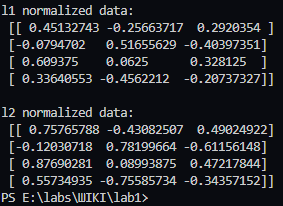 l1 normalized data:
[[ 0.45132743 -0.25663717 0.2920354 ]
[-0.0794702 0.51655629 -0.40397351]
[ 0.609375 0.0625 0.328125 ]
[ 0.33640553 -0.4562212 -0.20737327]]
l2 normalized data:
[[ 0.75765788 -0.43082507 0.49024922]
[-0.12030718 0.78199664 -0.61156148]
[ 0.87690281 0.08993875 0.47217844]
[ 0.55734935 -0.75585734 -0.34357152]]
PS E:\labs\WIKI\lab1>